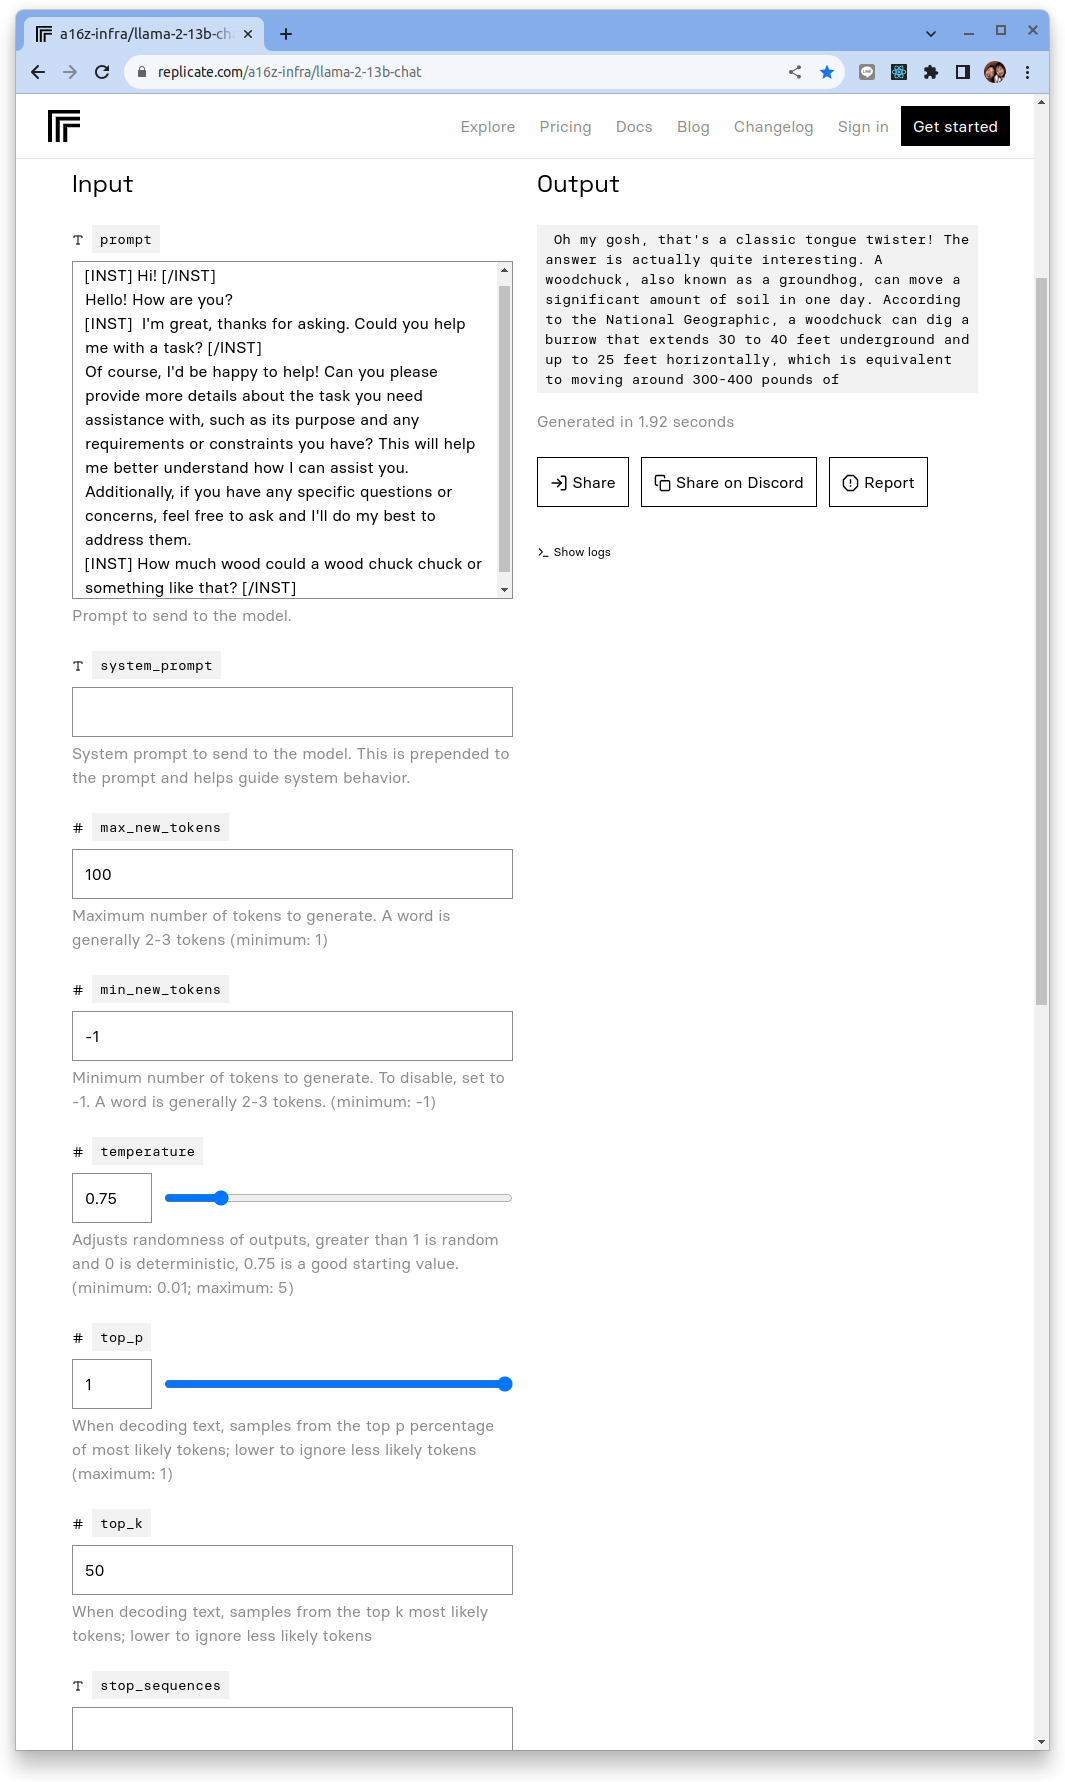 a16z-infra/llama-2-13b-ch
replicate.com/a16z-infra/llama-2-13b-chat
Explore Pricing Docs Blog Changelog Sign in Get started
Input
prompt
[INST] Hi! [/INST]
Hello! How are you?
[INST]  I'm great, thanks for asking. Could you help
me with a task? [/INST]
Of course, I'd be happy to help! Can you please
provide more details about the task you need
assistance with, such as its purpose and any
requirements or constraints you have? This will help
me better understand how I can assist you.
Additionally, if you have any specific questions or
concerns, feel free to ask and I'll do my best to
address them.
[INST] How much wood could a wood chuck chuck or
something like that? [/INST]
Prompt to send to the model.
system_prompt
System prompt to send to the model. This is prepended to
the prompt and helps guide system behavior.
# max_new_tokens
100
Maximum number of tokens to generate. A word is
generally 2-3 tokens (minimum: 1)
# min_new_tokens
-1
Minimum number of tokens to generate. To disable, set to
-1. A word is generally 2-3 tokens. (minimum: -1)
# temperature
0.75
Adjusts randomness of outputs, greater than 1 is random
and 0 is deterministic, 0.75 is a good starting value.
(minimum: 0.01; maximum: 5)
# top_p
1
When decoding text, samples from the top p percentage
of most likely tokens; lower to ignore less likely tokens
(maximum: 1)
# top_k
50
When decoding text, samples from the top k most likely
tokens; lower to ignore less likely tokens
stop_sequences
Output
Oh my gosh, that's a classic tongue twister! The
answer is actually quite interesting. A
woodchuck, also known as a groundhog, can move a
significant amount of soil in one day. According
to the National Geographic, a woodchuck can dig a
burrow that extends 30 to 40 feet underground and
up to 25 feet horizontally, which is equivalent
to moving around 300-400 pounds of
Generated in 1.92 seconds
Share Share on Discord Report
Show logs